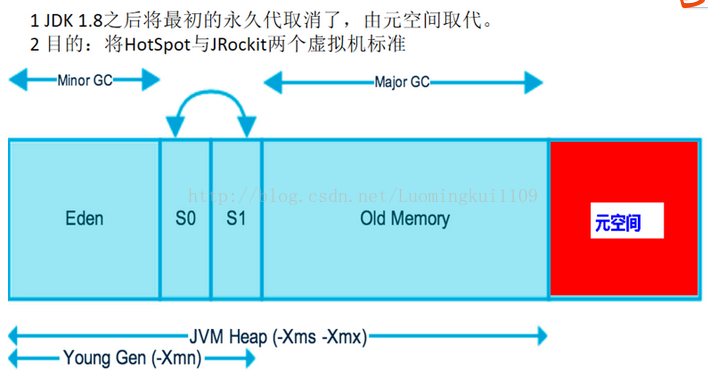 1 JDK 1.8之后将最初的永久代取消了，由元空间取代。
2 目的：将HotSpot与JRockit两个虚拟机标准
Minor GC
Major GC
http://blog.csdn.net/Luomingkui1109
Eden
S0
S1
Old Memory
元空间
JVM Heap (-Xms -Xmx)
Young Gen (-Xmn)